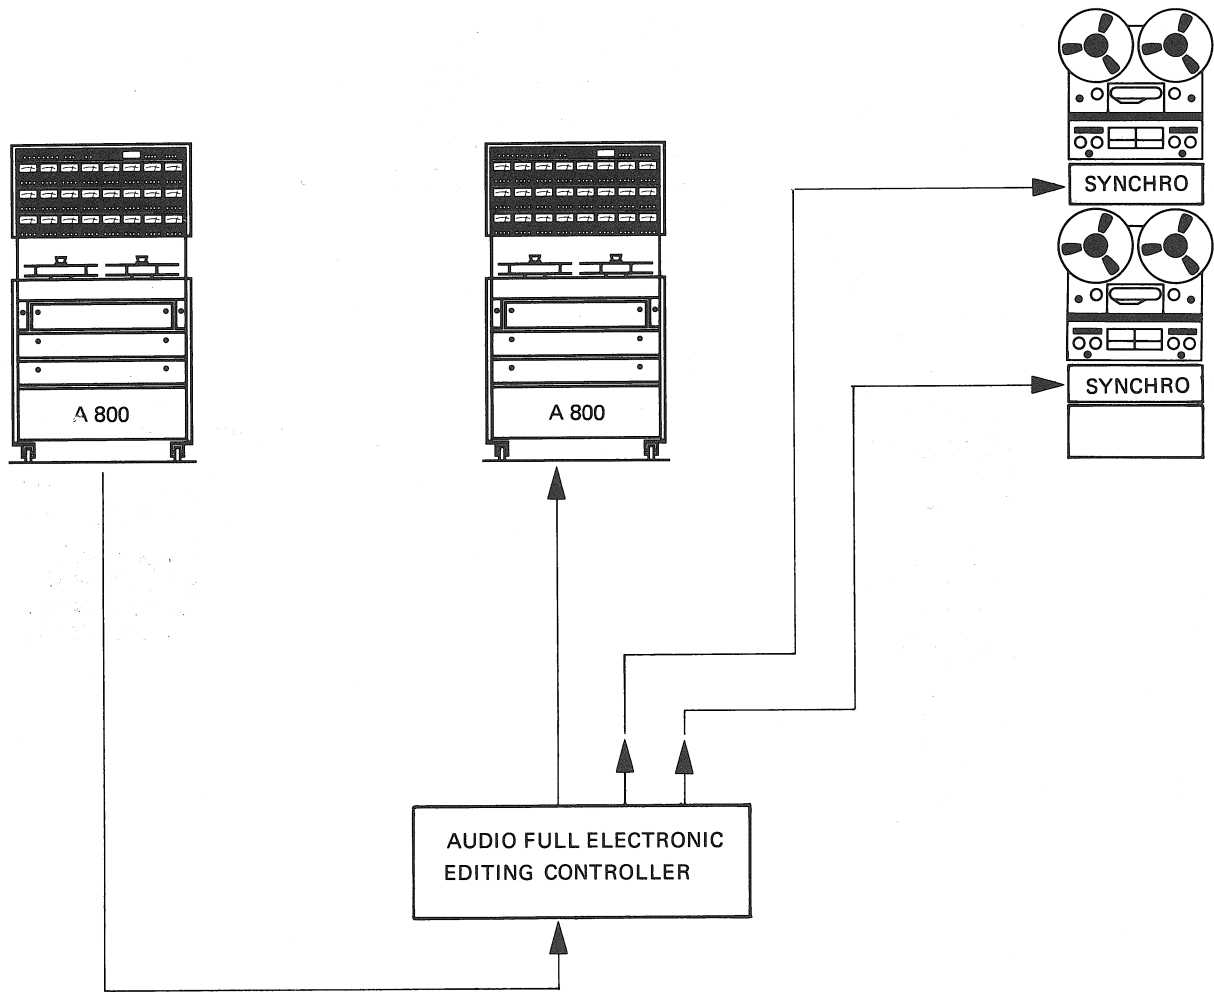 SYNCHRO
SYNCHRO
A 800
A 800
AUDIO FULL ELECTRONIC
EDITING CONTROLLER